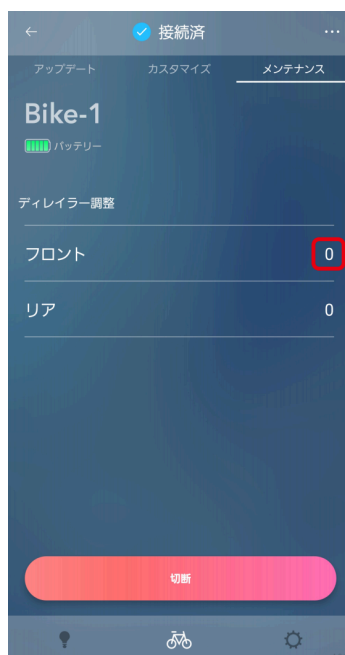 接続済
アップデート カスタマイズ メンテナンス
Bike-1
バッテリー
ディレイラー調整
フロント 0
リア 0
切断